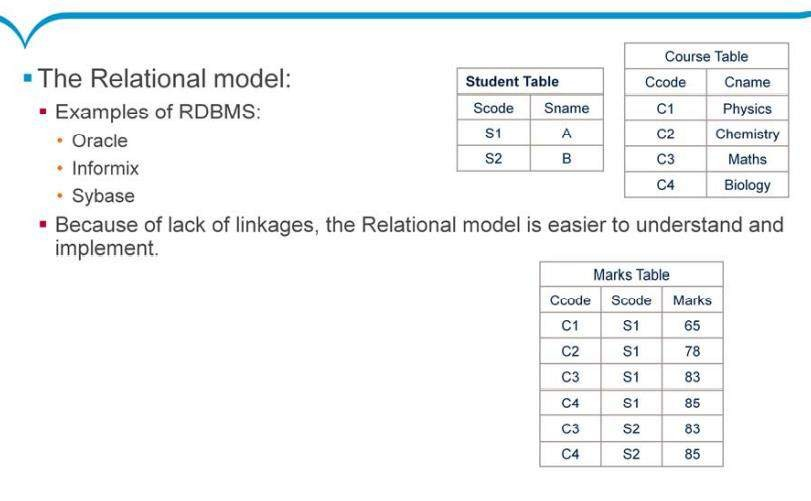 The Relational model:
Examples of RDBMS:
Oracle
Informix
Sybase
Student Table
Scode Sname
S1 A
S2 B
Course Table
Ccode Cname
C1 Physics
C2 Chemistry
C3 Maths
C4 Biology
Because of lack of linkages, the Relational model is easier to understand and
implement.
Marks Table
Ccode Scode Marks
C1 S1 65
C2 S1 78
C3 S1 83
C4 S1 85
C3 S2 83
C4 S2 85